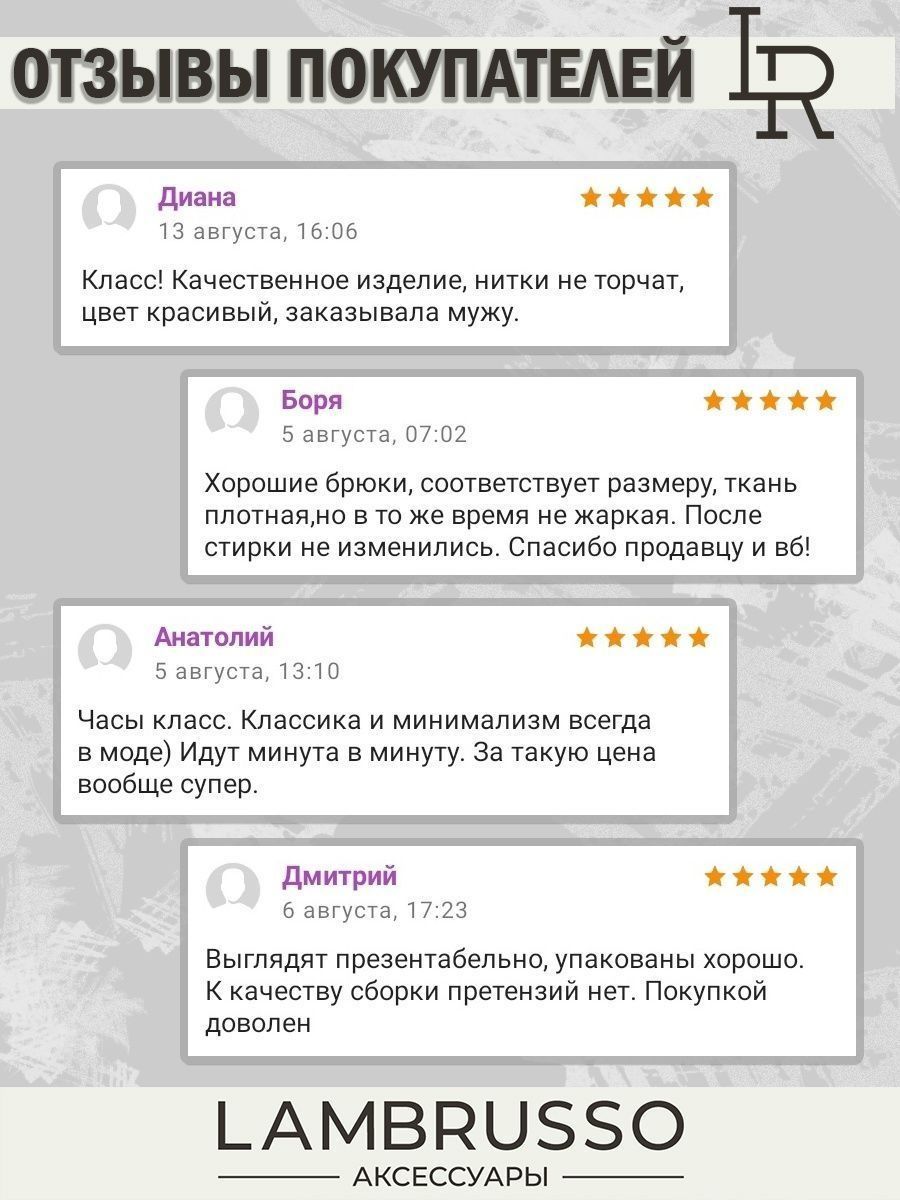 ОТЗЫВЫ ПОКУПАТЕЛЕЙ
LR
Диана
13 августа, 16:06
Класс! Качественное изделие, нитки не торчат,
цвет красивый, заказывала мужу.
Боря
5 августа, 07:02
Хорошие брюки, соответствует размеру, ткань
плотная,но в то же время не жаркая. После
стирки не изменились. Спасибо продавцу и вб!
Анатолий
5 августа, 13:10
Часы класс. Классика и минимализм всегда
в моде) Идут минута в минуту. За такую цена
вообще супер.
Дмитрий
6 августа, 17:23
Выглядят презентабельно, упакованы хорошо.
К качеству сборки претензий нет. Покупкой
доволен
LAMBRUSSO
АКСЕССУАРЫ